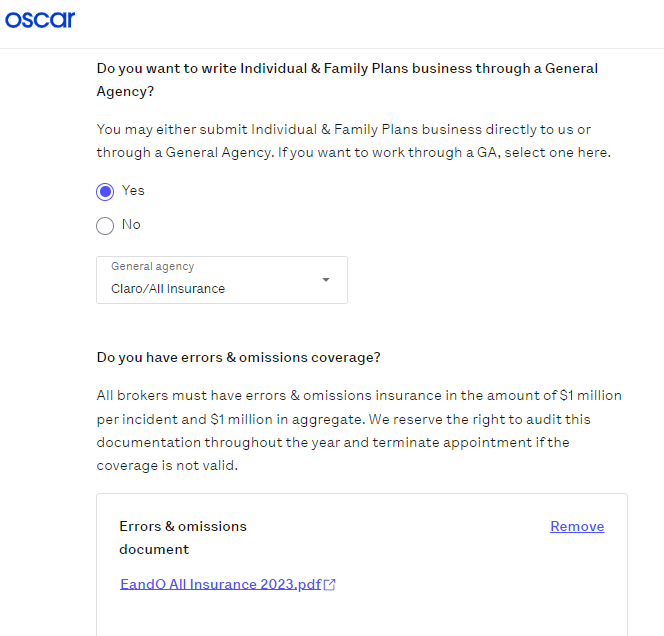 oscar
Do you want to write Individual & Family Plans business through a General
Agency?
You may either submit Individual & Family Plans business directly to us or
through a General Agency. If you want to work through a GA, select one here.
Yes
No
General agency
Claro/All Insurance
Do you have errors & omissions coverage?
All brokers must have errors & omissions insurance in the amount of $1 million
per incident and $1 million in aggregate. We reserve the right to audit this
documentation throughout the year and terminate appointment if the
coverage is not valid.
Errors & omissions
document
Remove
EandO All Insurance 2023.pdf